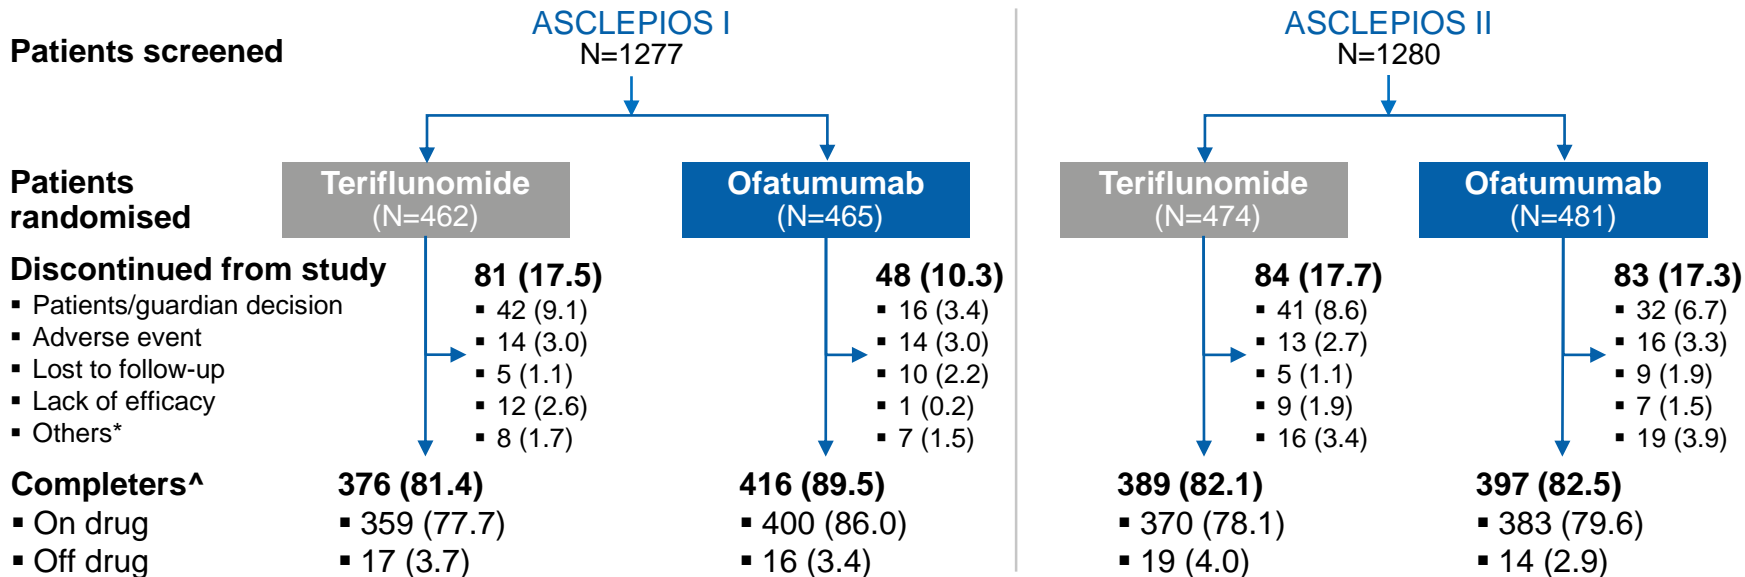 ASCLEPIOS I
ASCLEPIOS II
Patients screened
N=1277
N=1280
Patients
randomised
Teriflunomide
(N=462)
Ofatumumab
(N=465)
Teriflunomide
(N=474)
Ofatumumab
(N=481)
Discontinued from study
▪ Patients/guardian decision
▪ Adverse event
▪ Lost to follow-up
▪ Lack of efficacy
▪ Others*
81 (17.5)
▪ 42 (9.1)
▪ 14 (3.0)
▪ 5 (1.1)
▪ 12 (2.6)
▪ 8 (1.7)
48 (10.3)
▪ 16 (3.4)
▪ 14 (3.0)
▪ 10 (2.2)
▪ 1 (0.2)
▪ 7 (1.5)
84 (17.7)
▪ 41 (8.6)
▪ 13 (2.7)
▪ 5 (1.1)
▪ 9 (1.9)
▪ 16 (3.4)
83 (17.3)
▪ 32 (6.7)
▪ 16 (3.3)
▪ 9 (1.9)
▪ 7 (1.5)
▪ 19 (3.9)
Completers^
▪ On drug
▪ Off drug
376 (81.4)
▪ 359 (77.7)
▪ 17 (3.7)
416 (89.5)
▪ 400 (86.0)
▪ 16 (3.4)
389 (82.1)
▪ 370 (78.1)
▪ 19 (4.0)
397 (82.5)
▪ 383 (79.6)
▪ 14 (2.9)